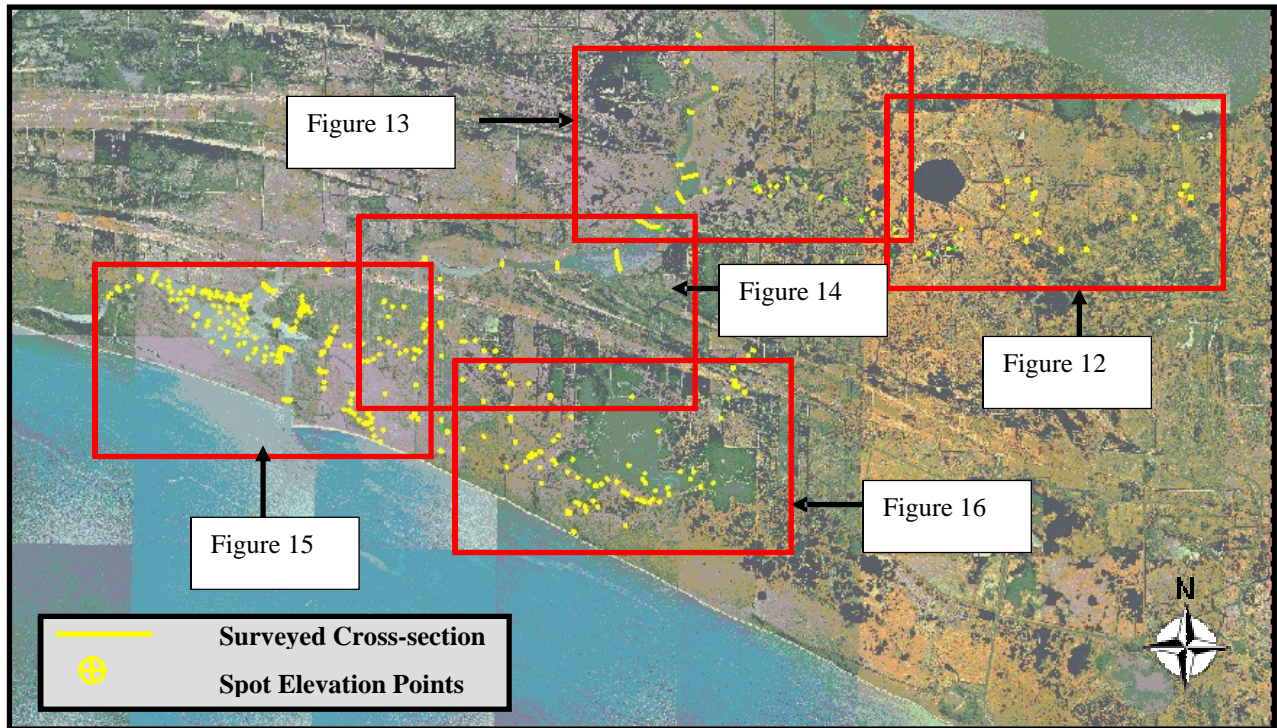 Figure 13
Figure 14
Figure 12
Figure 16
Figure 15
N
Surveyed Cross-section
Spot Elevation Points